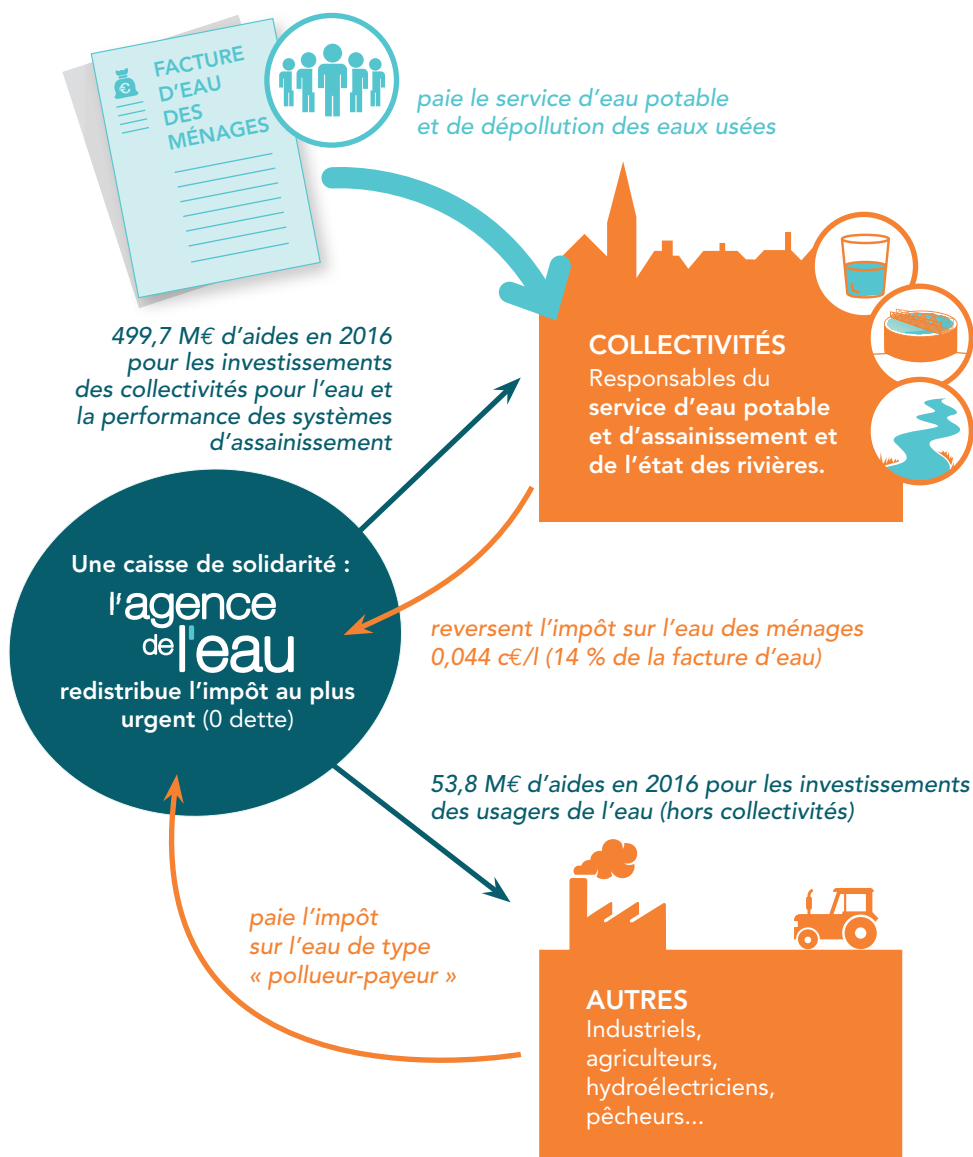 FACTURE
D'EAU
DES
MÉNAGES
paie le service d'eau potable
et de dépollution des eaux usées
499,7 M€ d'aides en 2016
pour les investissements
des collectivités pour l'eau et
la performance des systèmes
d'assainissement
COLLECTIVITÉS
Responsables du
service d'eau potable
et d'assainissement et
de l'état des rivières.
Une caisse de solidarité :
l'agence
de l'eau
redistribue l'impôt au plus
urgent (0 dette)
reversent l'impôt sur l'eau des ménages
0,044 c€/l (14 % de la facture d'eau)
53,8 M€ d'aides en 2016 pour les investissements
des usagers de l'eau (hors collectivités)
paie l'impôt
sur l'eau de type
« pollueur-payeur »
AUTRES
Industriels,
agriculteurs,
hydroélectriciens,
pêcheurs...